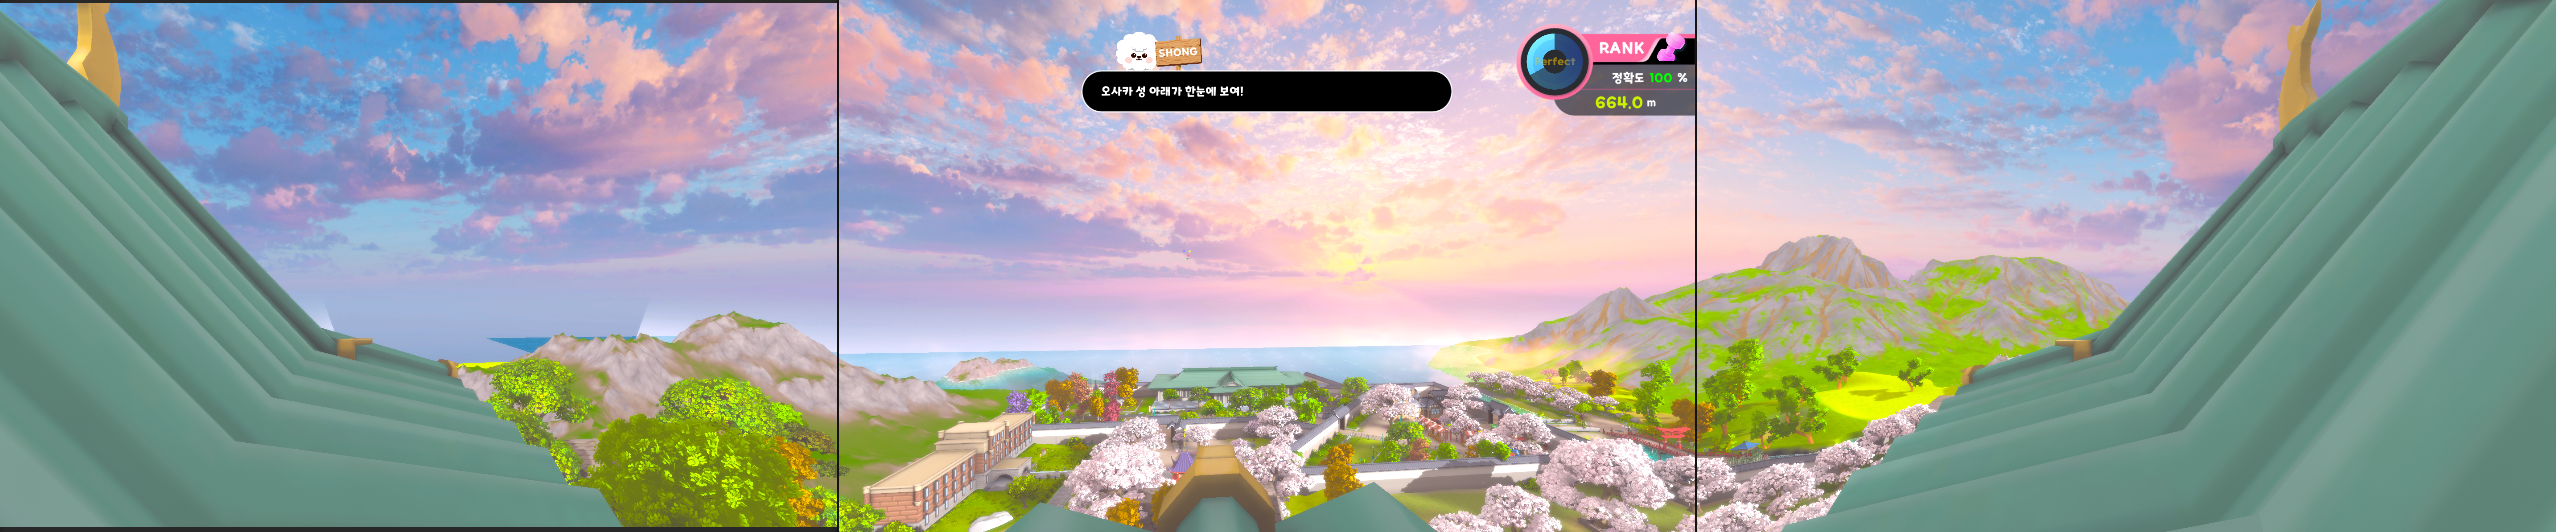 SHONG
오사카 성 아래가 한눈에 보여!
RANK
Perfect
정확도 100 %
664.0 m